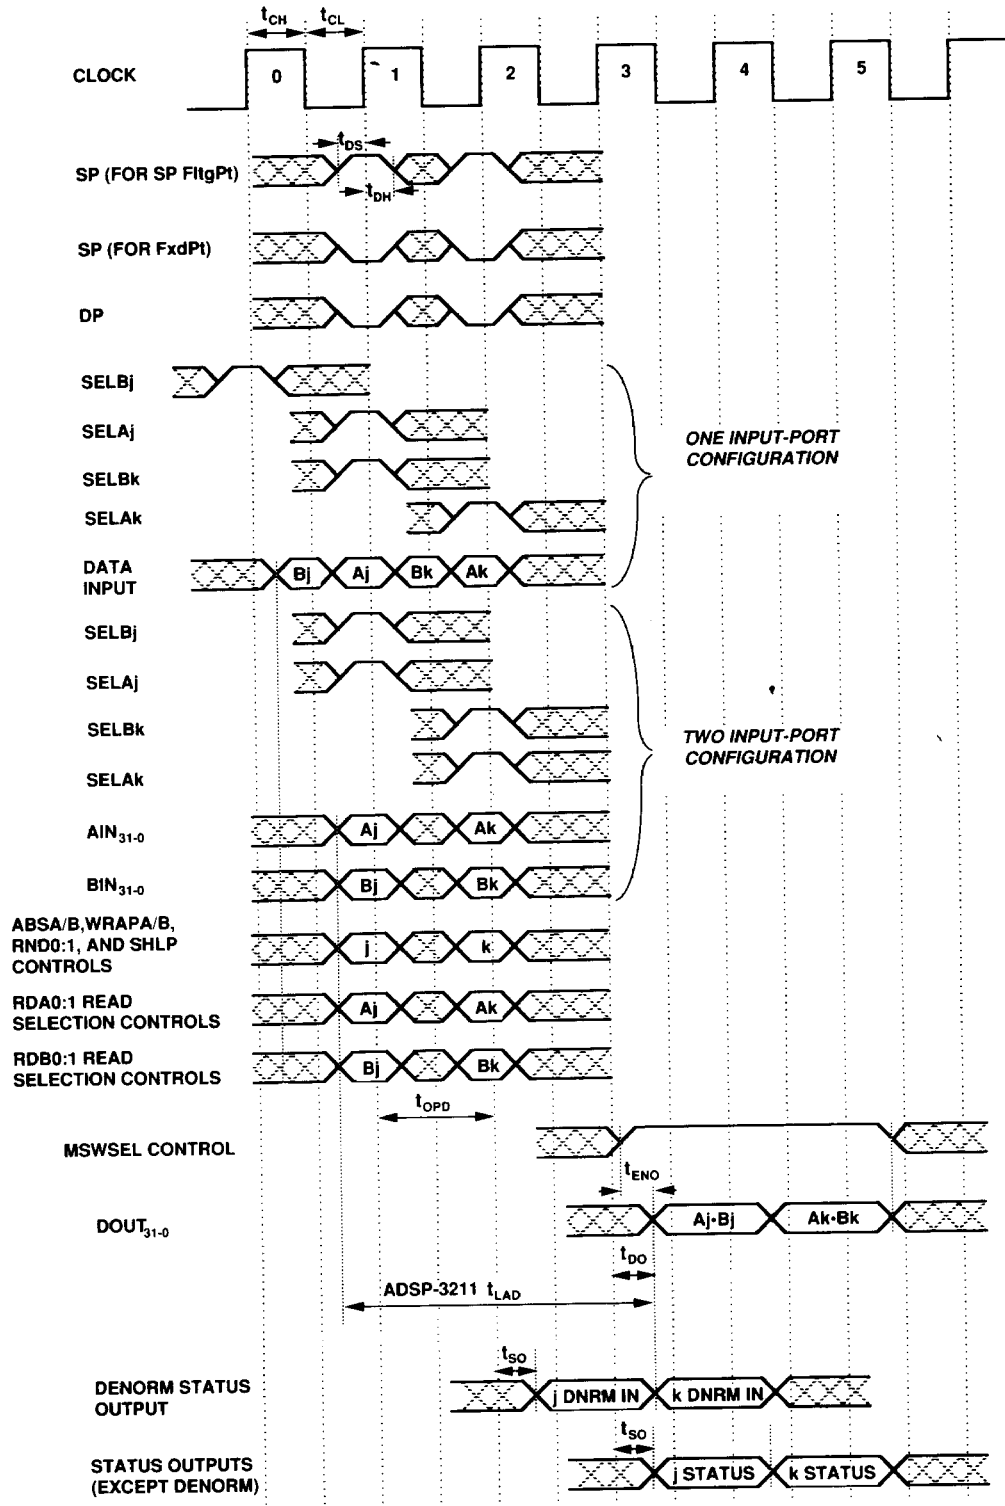 tCH tCL
CLOCK 0 1 2 3 4 5
tDS
SP (FOR SP FltgPt)
tDH
SP (FOR FxdPt)
DP
SELBj
SELAj
ONE INPUT-PORT
CONFIGURATION
SELBk
SELAk
DATA
INPUT
Bj Aj Bk Ak
SELBj
SELAj
SELBk
TWO INPUT-PORT
CONFIGURATION
SELAk
AIN31-0 Aj Ak
BIN31-0 Bj Bk
ABSA/B,WRAPA/B,
RND0:1, AND SHLP
CONTROLS
j k
RDA0:1 READ
SELECTION CONTROLS
Aj Ak
RDB0:1 READ
SELECTION CONTROLS
Bj Bk
tOPD
MSWSEL CONTROL
tENO
DOUT31-0 Aj·Bj Ak·Bk
tDO
ADSP-3211 tLAD
tSO
DENORM STATUS
OUTPUT
j DNRM IN k DNRM IN
tSO
STATUS OUTPUTS
(EXCEPT DENORM)
j STATUS k STATUS